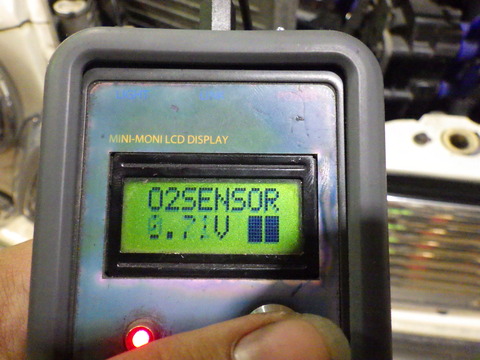 MINI-MONI LCD DISPLAY
O2SENSOR
0.71V